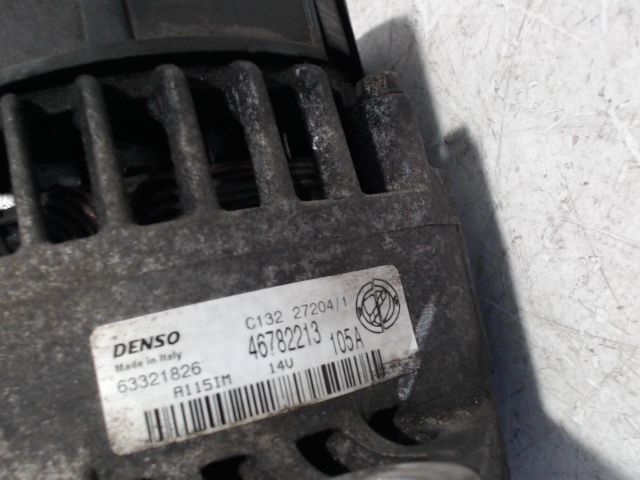 C132 27204/1
DENSO
46782213 105A
Made in Italy
63321826 14V
A115IM